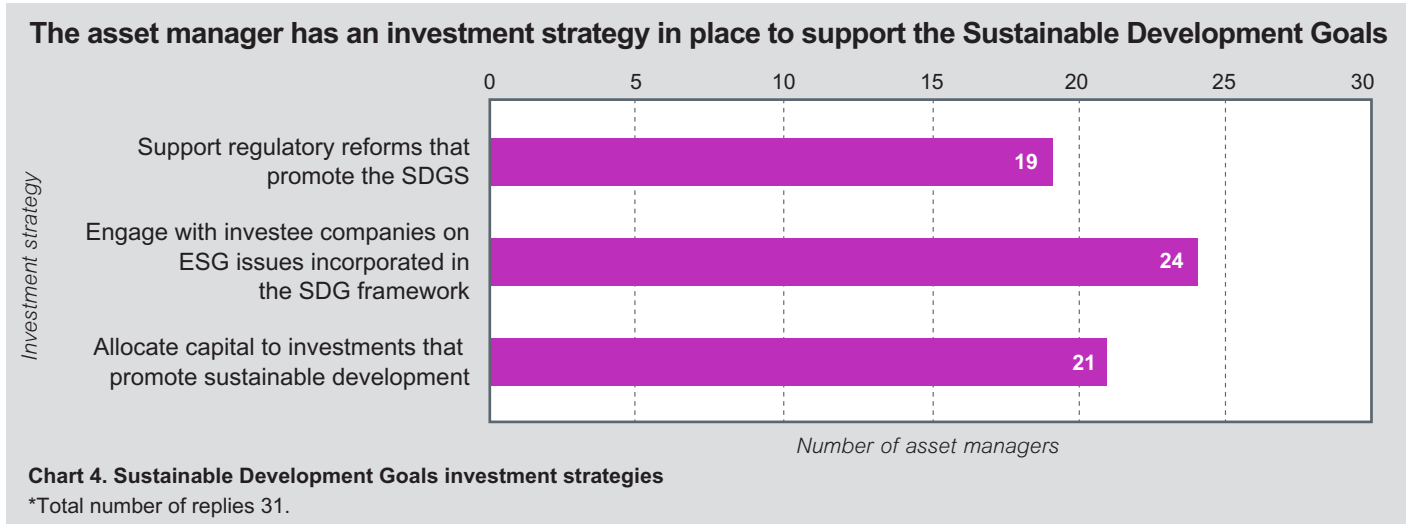 The asset manager has an investment strategy in place to support the Sustainable Development Goals
0 5 10 15 20 25 30
Investment strategy
Support regulatory reforms that
promote the SDGS
19
Engage with investee companies on
ESG issues incorporated in
the SDG framework
24
Allocate capital to investments that
promote sustainable development
21
Number of asset managers
Chart 4. Sustainable Development Goals investment strategies
*Total number of replies 31.